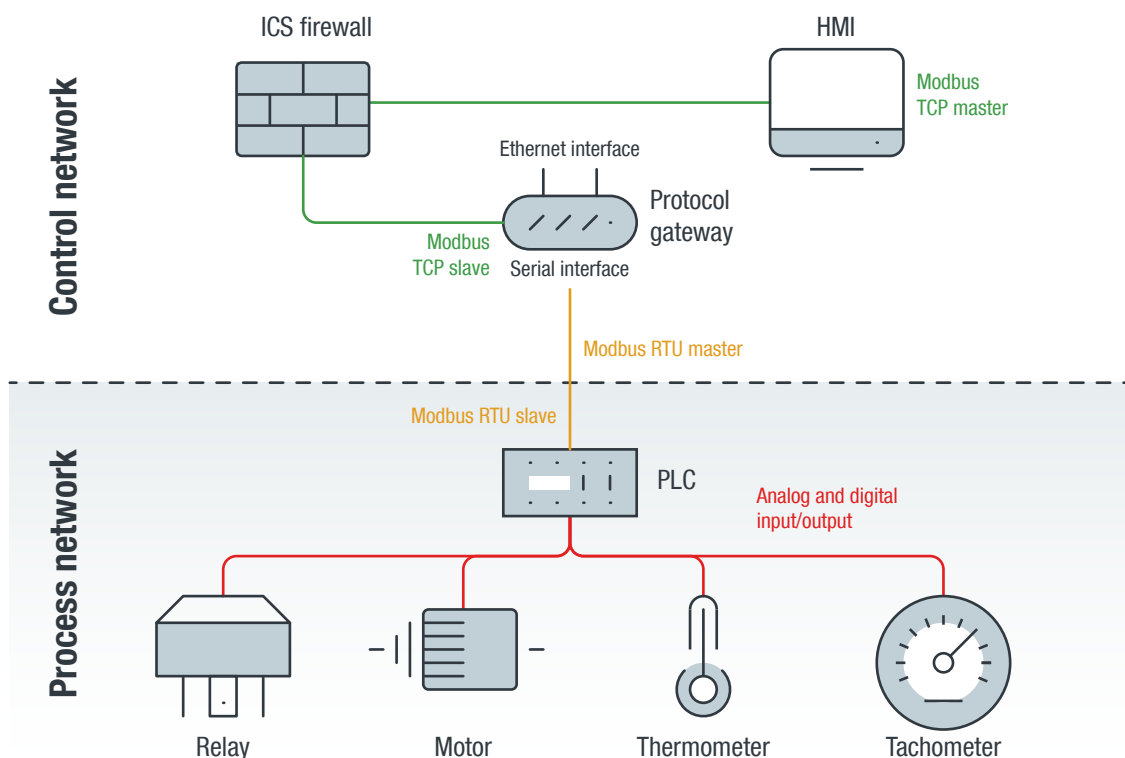 ICS firewall
HMI
Control network
Modbus
TCP master
Ethernet interface
Protocol
gateway
Modbus
TCP slave
Serial interface
Modbus RTU master
Modbus RTU slave
Process network
PLC
Analog and digital
input/output
Relay
Motor
Thermometer
Tachometer